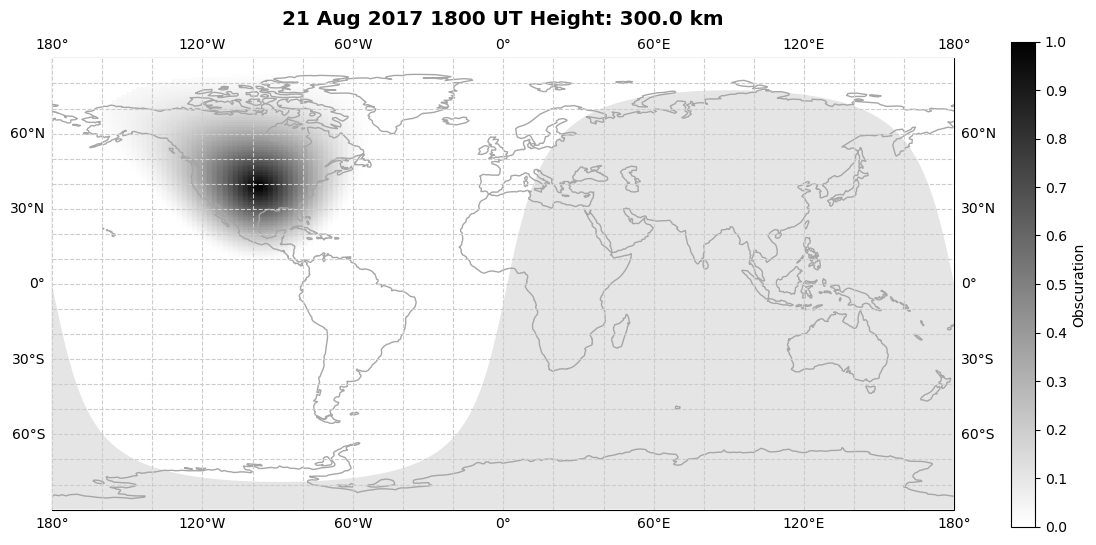 21 Aug 2017 1800 UT Height: 300.0 km
180° 120°W 60°W 0° 60°E 120°E 180°
60°N 60°N
30°N 30°N
0° 0°
30°S 30°S
60°S 60°S
180° 120°W 60°W 0° 60°E 120°E 180°
1.0
0.9
0.8
0.7
0.6
0.5
0.4
0.3
0.2
0.1
0.0
Obscuration